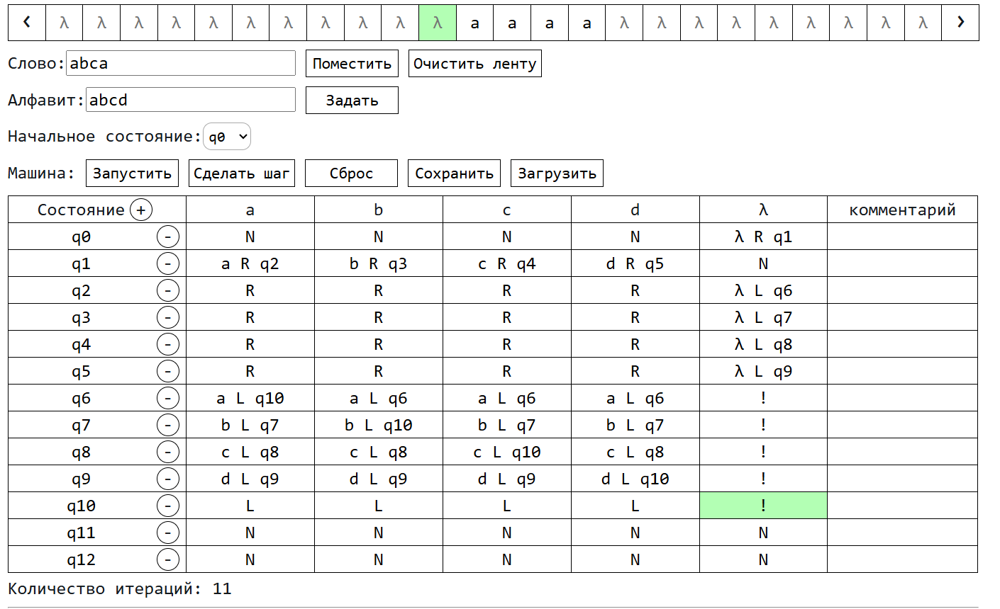 < λ λ λ λ λ λ λ λ λ λ λ a a a a λ λ λ λ λ λ λ λ λ >
Слово: abca Поместить Очистить ленту
Алфавит: abcd Задать
Начальное состояние: q0
Машина: Запустить Сделать шаг Сброс Сохранить Загрузить
Состояние + a b c d λ комментарий
q0 - N N N N λ R q1
q1 - a R q2 b R q3 c R q4 d R q5 N
q2 - R R R R λ L q6
q3 - R R R R λ L q7
q4 - R R R R λ L q8
q5 - R R R R λ L q9
q6 - a L q10 a L q6 a L q6 a L q6 !
q7 - b L q7 b L q10 b L q7 b L q7 !
q8 - c L q8 c L q8 c L q10 c L q8 !
q9 - d L q9 d L q9 d L q9 d L q10 !
q10 - L L L L !
q11 - N N N N N
q12 - N N N N N
Количество итераций: 11